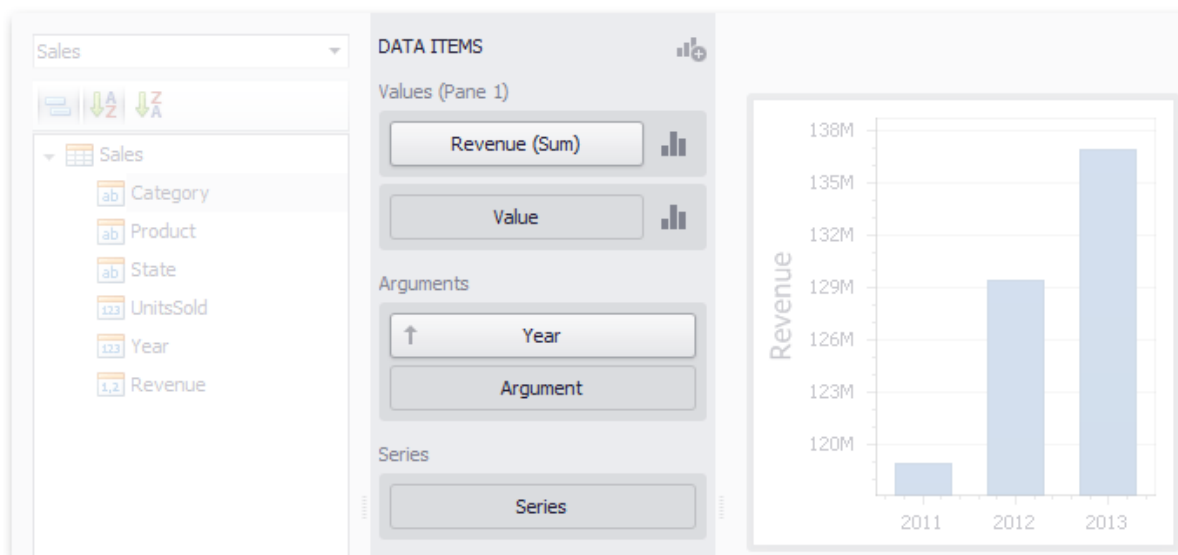 Sales
Sales
Category
Product
State
UnitsSold
Year
Revenue
DATA ITEMS
Values (Pane 1)
Revenue (Sum)
Value
Arguments
Year
Argument
Series
Series
138M
135M
132M
129M
126M
123M
120M
Revenue
2011 2012 2013